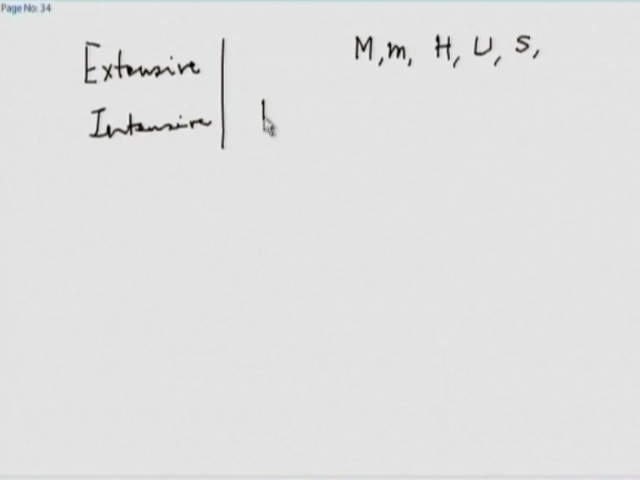 Page No: 34
Extensive M, m, H, U, S,
Intensive